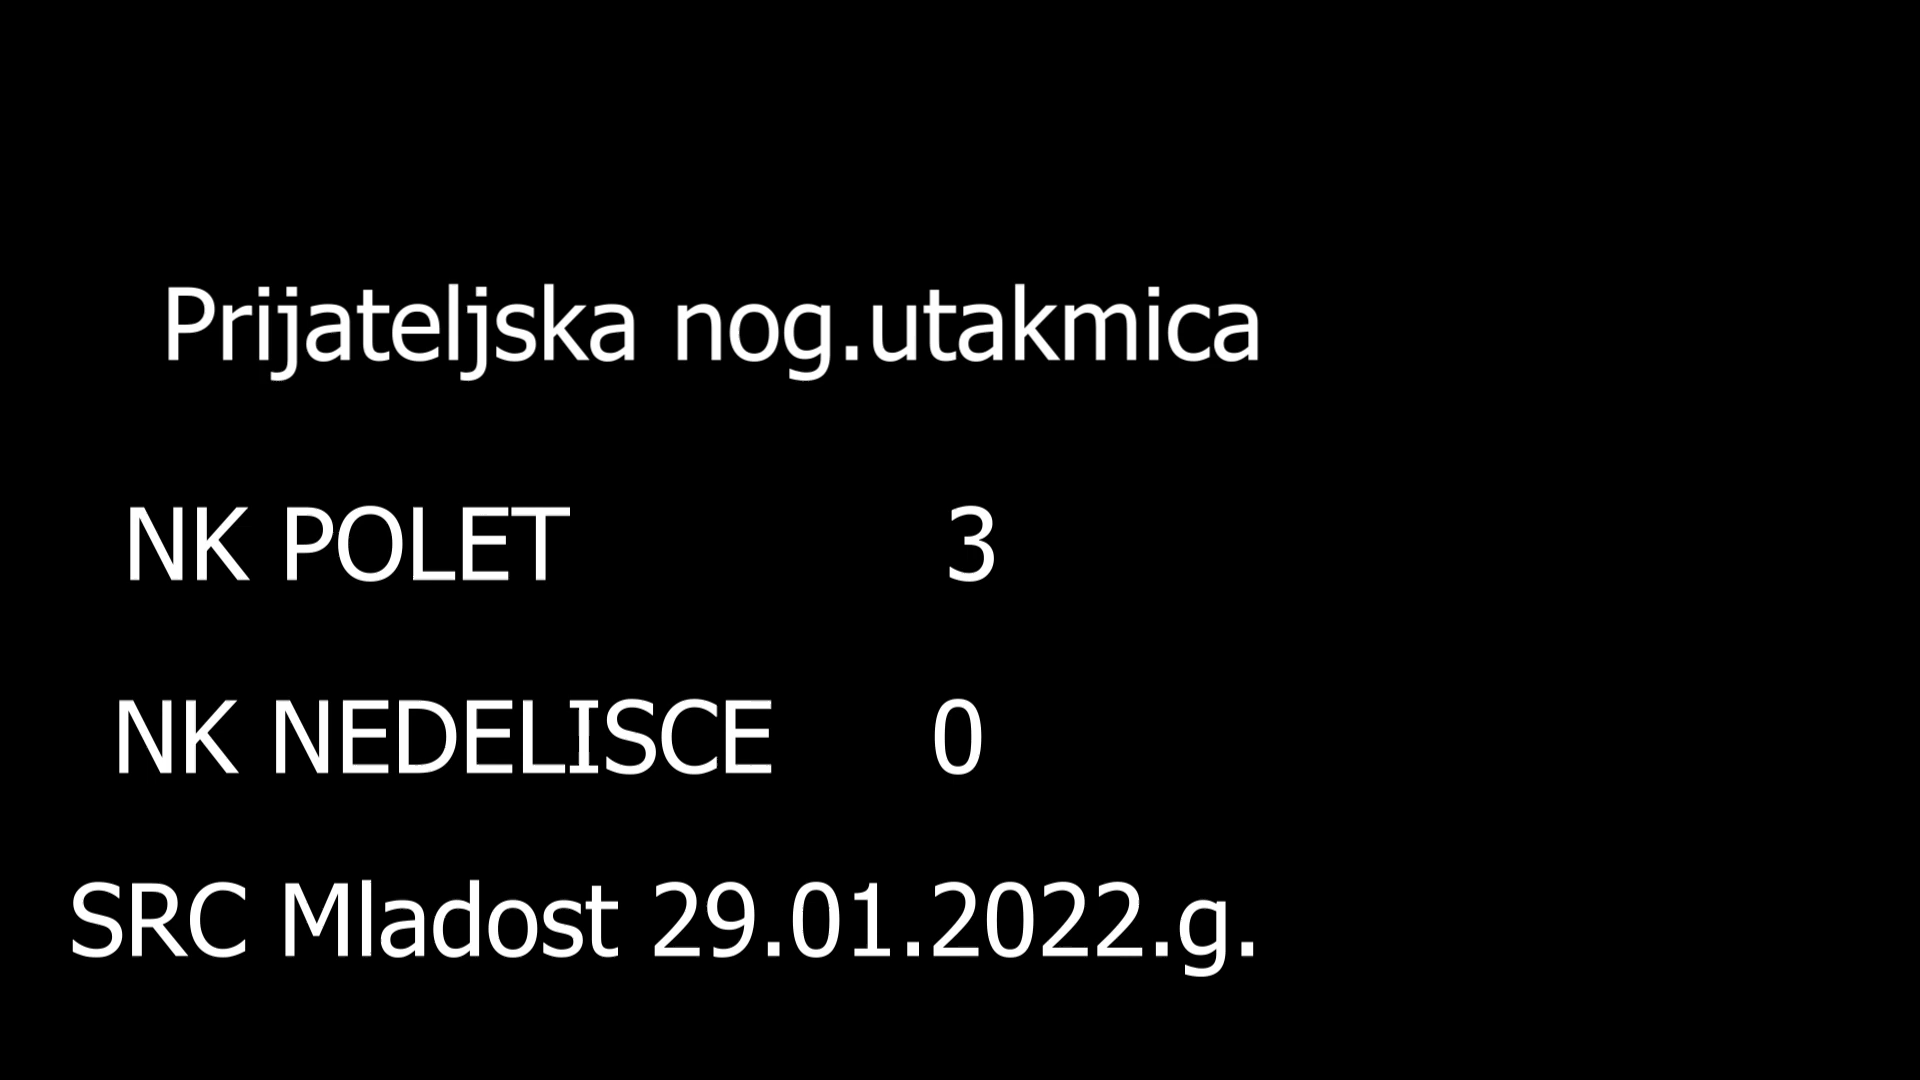 Prijateljska nog.utakmica
NK POLET 3
NK NEDELISCE 0
SRC Mladost 29.01.2022.g.